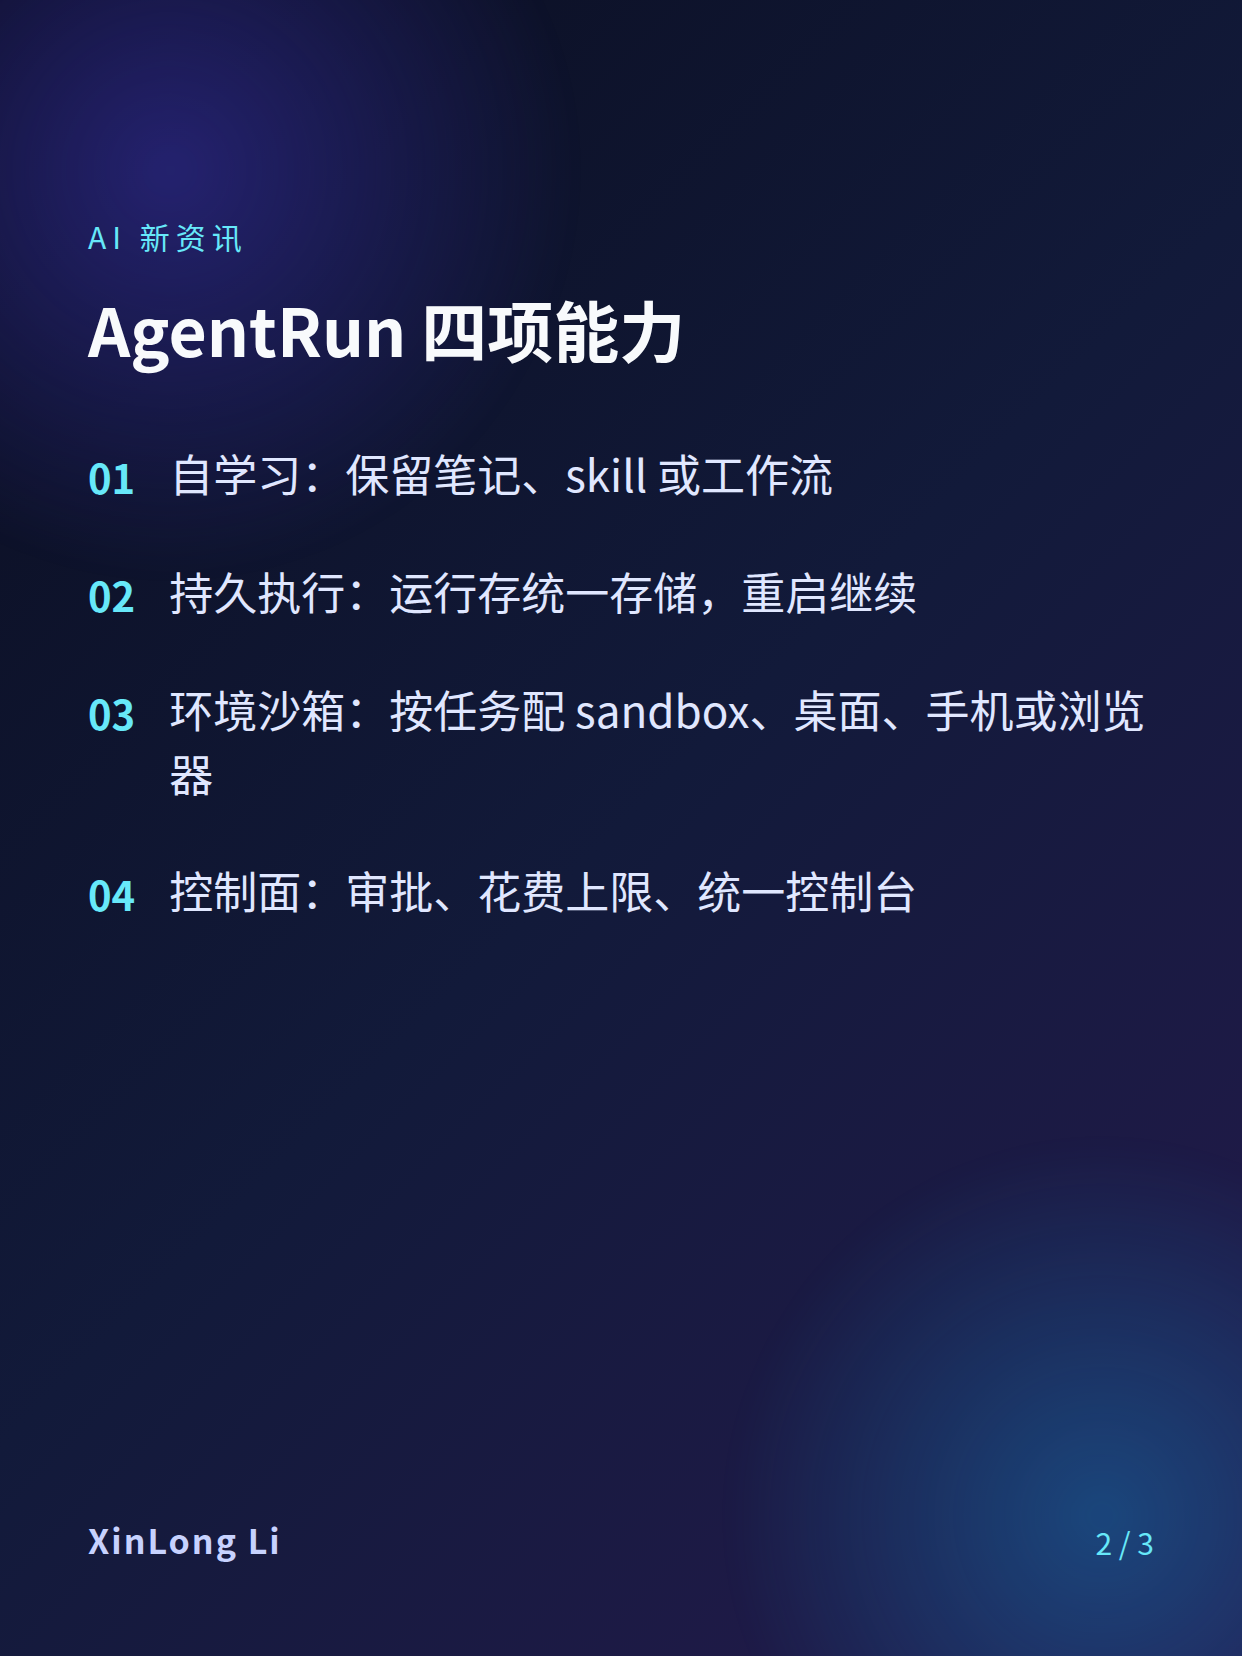 AI 新资讯
AgentRun 四项能力
01 自学习：保留笔记、skill 或工作流
02 持久执行：运行存统一存储，重启继续
03 环境沙箱：按任务配 sandbox、桌面、手机或浏览
器
04 控制面：审批、花费上限、统一控制台
XinLong Li
2 / 3